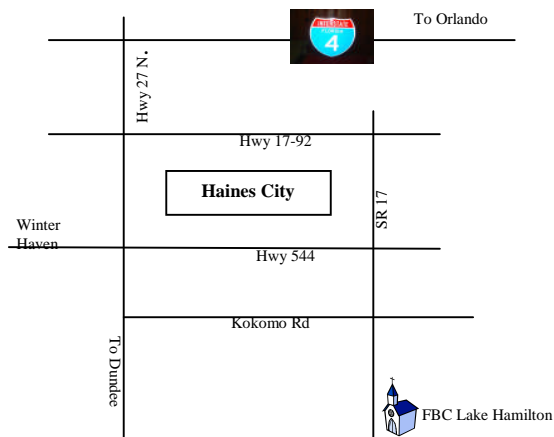 To Orlando
INTERSTATE
FLORIDA
4
Hwy 27 N.
Hwy 17-92
Haines City
SR 17
Winter
Haven
Hwy 544
Kokomo Rd
To Dundee
FBC Lake Hamilton